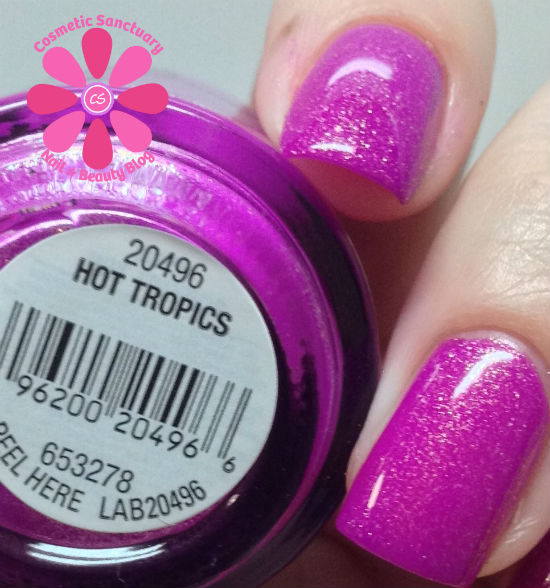 Cosmetic Sanctuary
CS
Nail & Beauty Blog
20496
HOT TROPICS
96200 20496 6
653278
PEEL HERE LAB20496